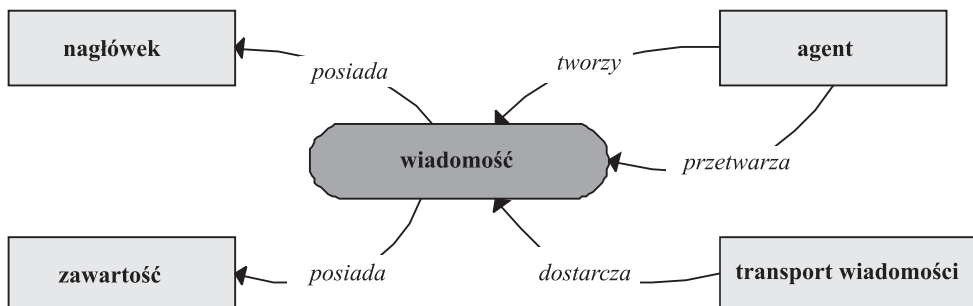 nagłówek
agent
tworzy
posiada
wiadomość
przetwarza
zawartość
posiada
dostarcza
transport wiadomości